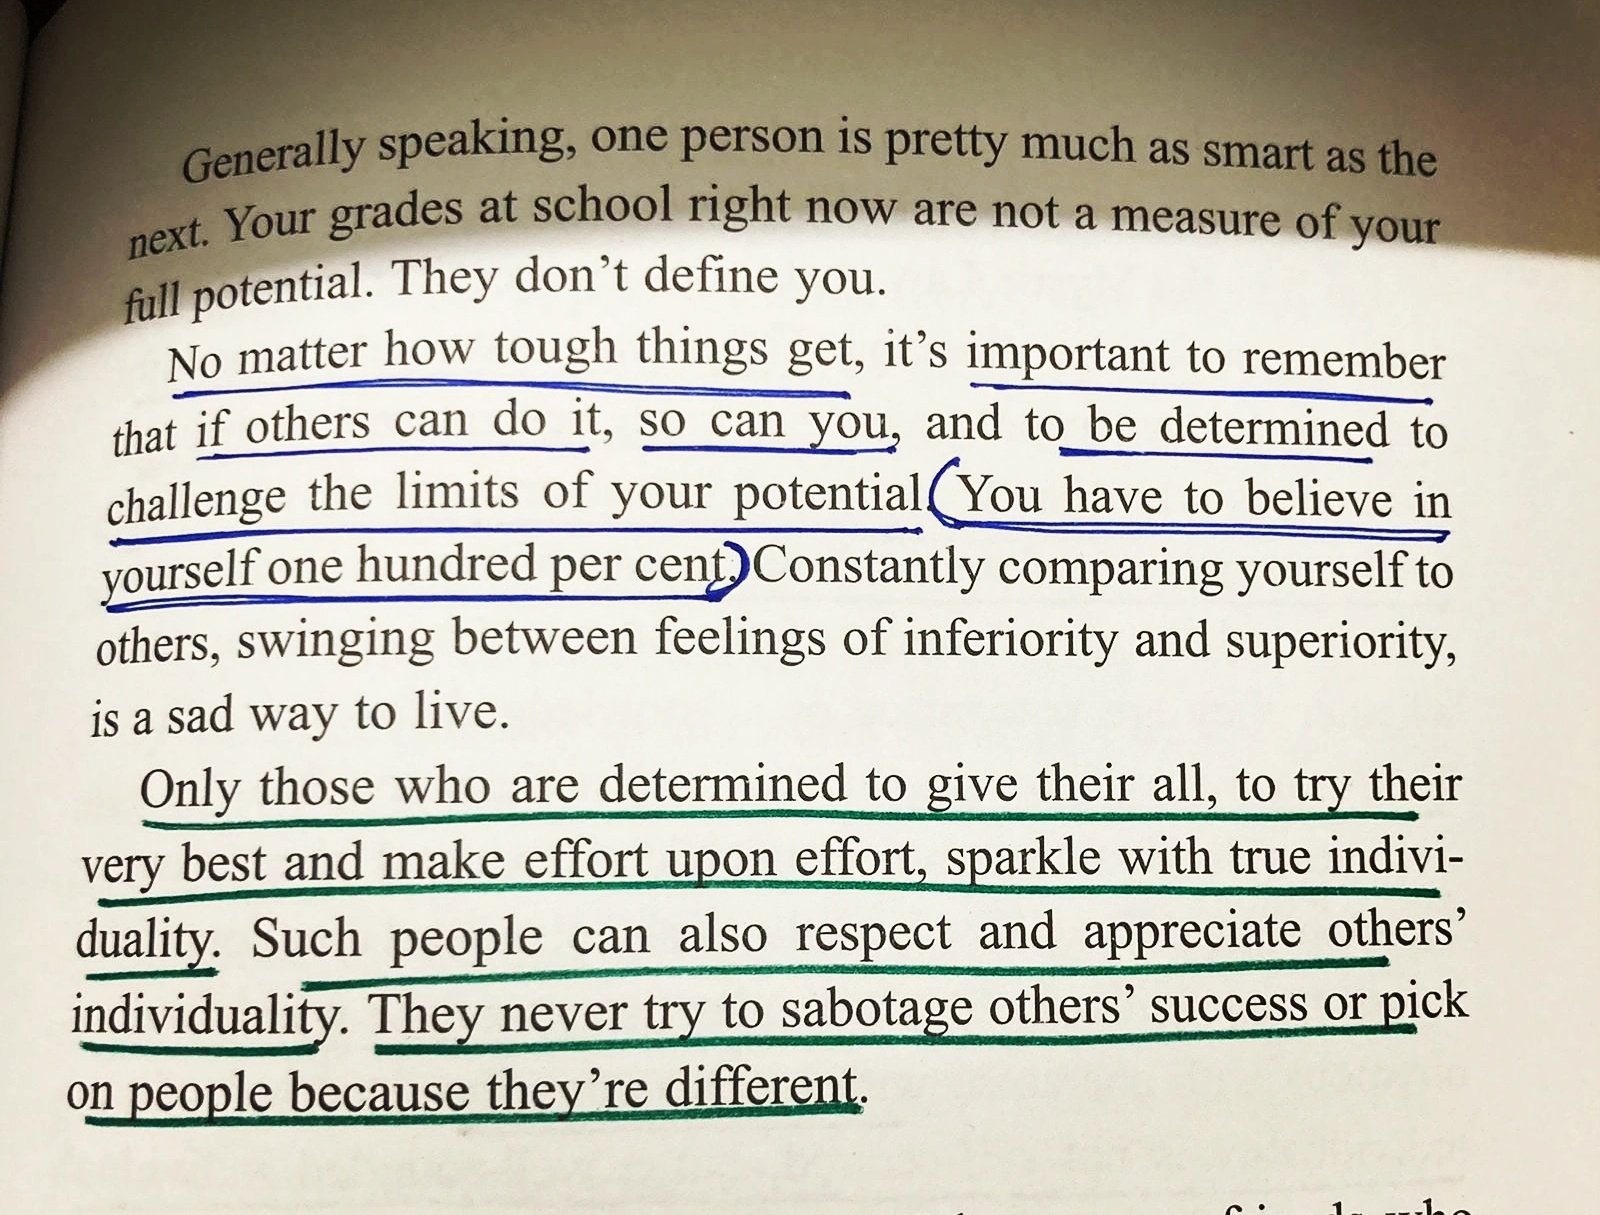 Generally speaking, one person is pretty much as smart as the
next. Your grades at school right now are not a measure of your
full potential. They don’t define you.
No matter how tough things get, it’s important to remember
that if others can do it, so can you, and to be determined to
challenge the limits of your potential. You have to believe in
yourself one hundred per cent. Constantly comparing yourself to
others, swinging between feelings of inferiority and superiority,
is a sad way to live.
Only those who are determined to give their all, to try their
very best and make effort upon effort, sparkle with true indivi-
duality. Such people can also respect and appreciate others’
individuality. They never try to sabotage others’ success or pick
on people because they’re different.